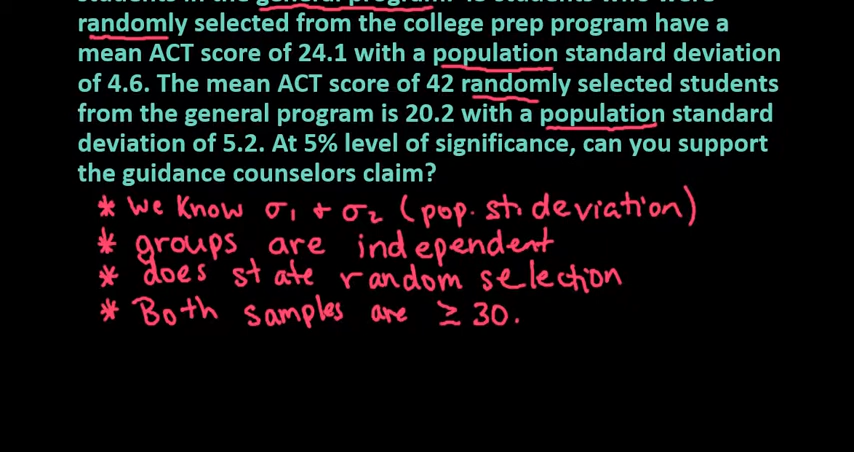 randomly selected from the college prep program have a
mean ACT score of 24.1 with a population standard deviation
of 4.6. The mean ACT score of 42 randomly selected students
from the general program is 20.2 with a population standard
deviation of 5.2. At 5% level of significance, can you support
the guidance counselors claim?
* We know σ₁ + σ₂ (pop. st. deviation)
* groups are independent
* does state random selection
* Both samples are ≥ 30.